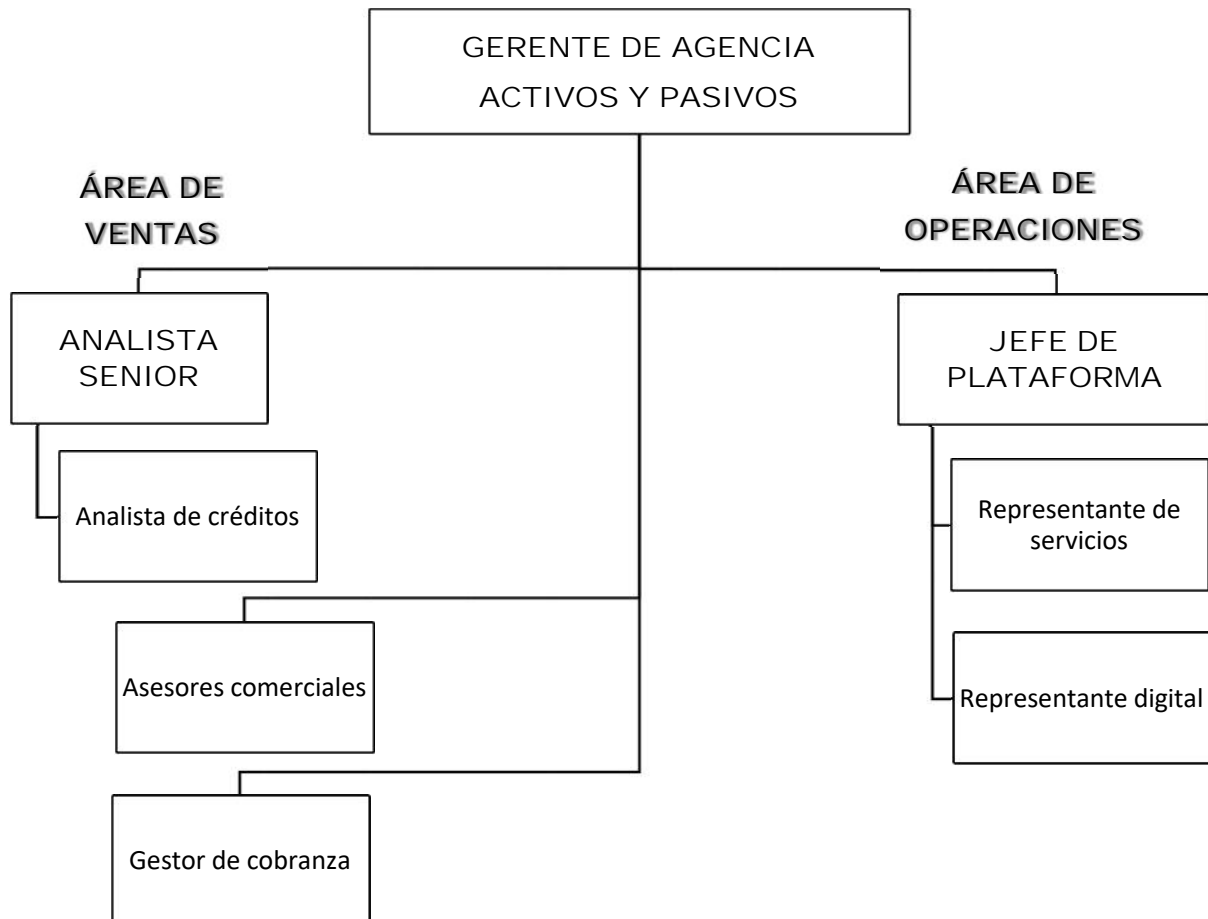 GERENTE DE AGENCIA
ACTIVOS Y PASIVOS
ÁREA DE
VENTAS
ÁREA DE
OPERACIONES
ANALISTA
SENIOR
JEFE DE
PLATAFORMA
Analista de créditos
Representante de
servicios
Asesores comerciales
Representante digital
Gestor de cobranza